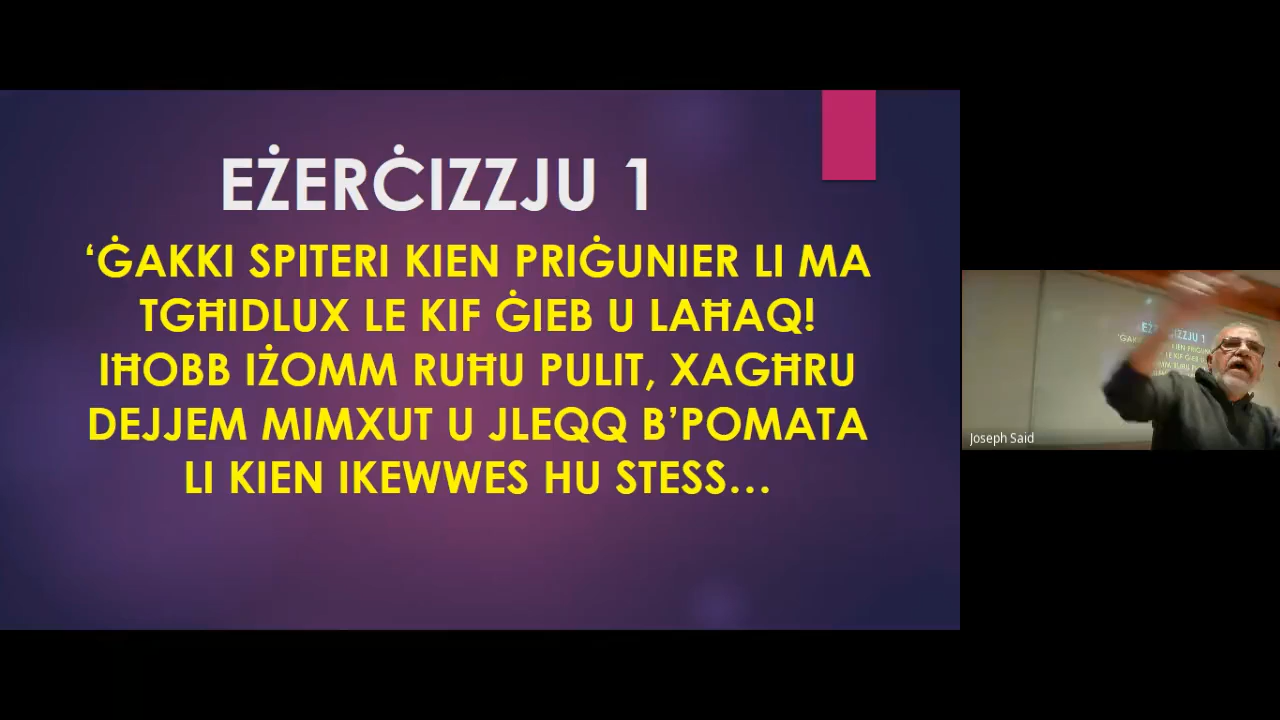 EŻERĊIZZJU 1
‘ĠAKKI SPITERI KIEN PRIĠUNIER LI MA
TGĦIDLUX LE KIF ĠIEB U LAĦAQ!
IĦOBB IŻOMM RUĦU PULIT, XAGĦRU
DEJJEM MIMXUT U JLEQQ B’POMATA
LI KIEN IKEWWES HU STESS…
Joseph Said